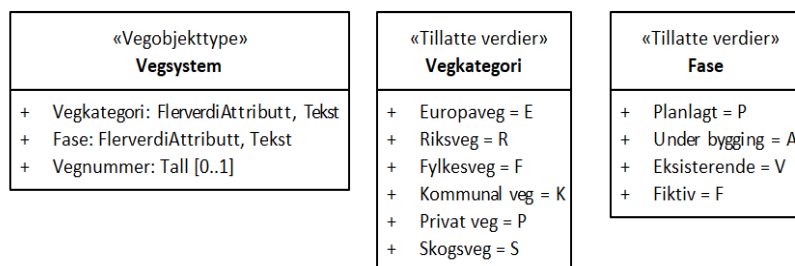 «Vegobjekttype»
Vegsystem
+ Vegkategori: FlerverdiAttributt, Tekst
+ Fase: FlerverdiAttributt, Tekst
+ Vegnummer: Tall [0..1]
«Tillatte verdier»
Vegkategori
+ Europaveg = E
+ Riksveg = R
+ Fylkesveg = F
+ Kommunal veg = K
+ Privat veg = P
+ Skogsveg = S
«Tillatte verdier»
Fase
+ Planlagt = P
+ Under bygging = A
+ Eksisterende = V
+ Fiktiv = F